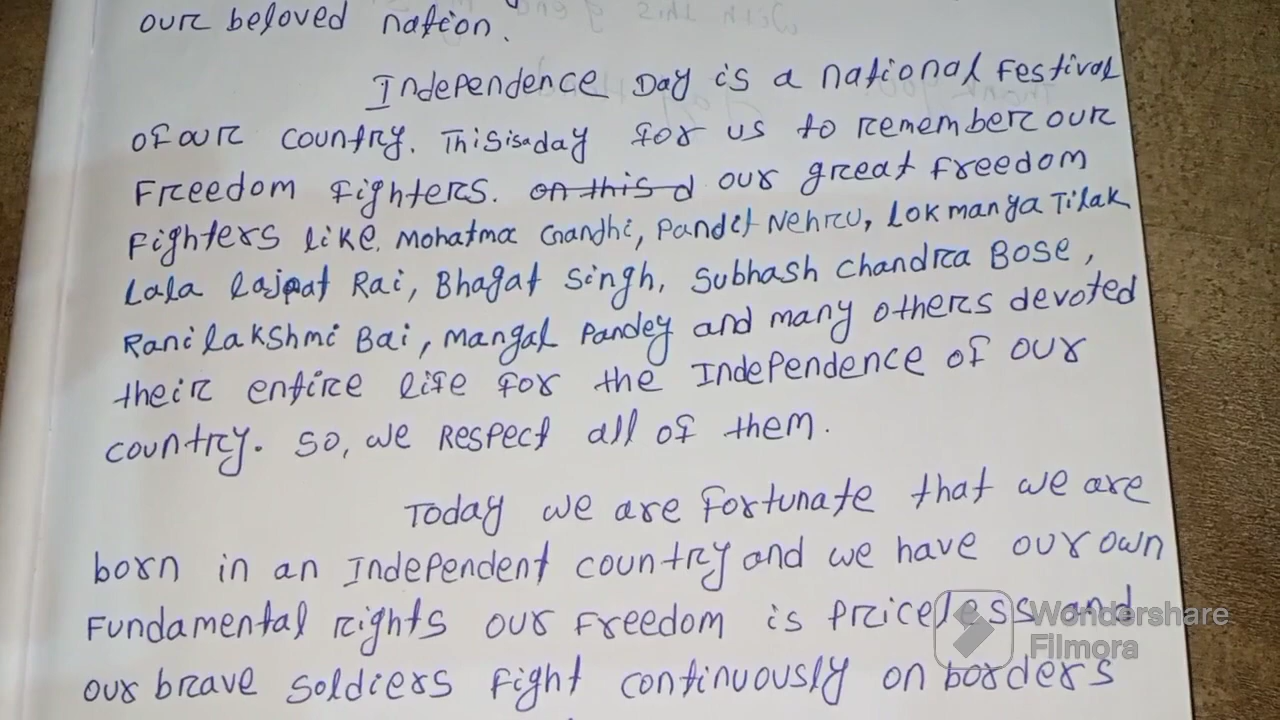 our beloved nation.
Independence Day is a national Festival
of our country. This is a day for us to remember our
Freedom Fighters. on this d our great freedom
Fighters like. Mohatma Gandhi, Pandit Nehru, Lokmanya Tilak
Lala lajpat Rai, Bhagat Singh, Subhash Chandra Bose,
Rani lakshmi Bai, Mangal Pandey and many others devoted
their entire life for the Independence of our
country. So, we Respect all of them.
Today we are Fortunate that we are
born in an Independent country and we have our own
Fundamental rights our Freedom is Priceless and
our brave soldiers Fight continuously on borders
Wondershare
Filmora